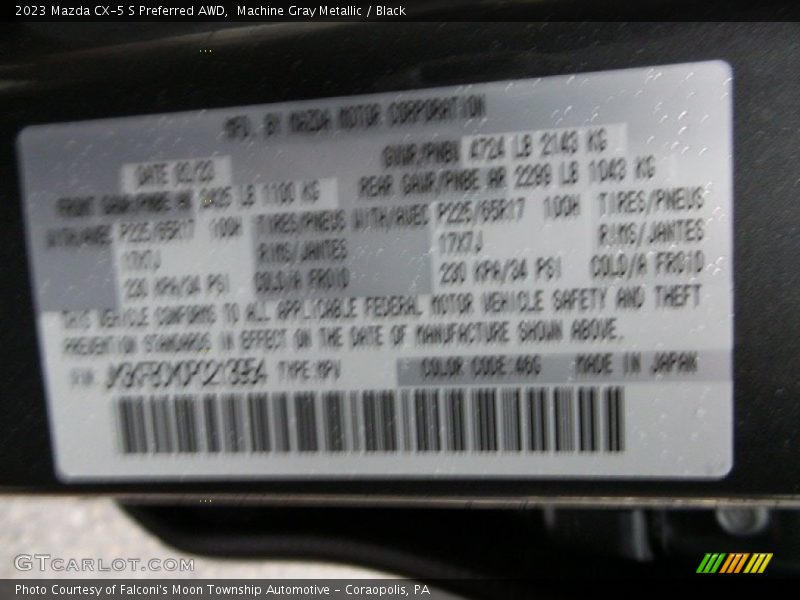 2023 Mazda CX-5 S Preferred AWD, Machine Gray Metallic / Black
MFD. BY MAZDA MOTOR CORPORATION
DATE 02/23 GVWR/PNBV 4724 LB 2143 KG
FRONT GAWR/PNBE AV LB 1100 KG REAR GAWR/PNBE AR 2299 LB 1043 KG
WITH/AVEC P225/65R17 100H TIRES/PNEUS WITH/AVEC P225/65R17 100H TIRES/PNEUS
17X7J RIMS/JANTES 17X7J RIMS/JANTES
230 KPA/34 PSI COLD/A FROID 230 KPA/34 PSI COLD/A FROID
THIS VEHICLE CONFORMS TO ALL APPLICABLE FEDERAL MOTOR VEHICLE SAFETY AND THEFT
PREVENTION STANDARDS IN EFFECT ON THE DATE OF MANUFACTURE SHOWN ABOVE.
TYPE:MPV COLOR CODE:46G MADE IN JAPAN
GTCARLOT.COM
Photo Courtesy of Falconi's Moon Township Automotive - Coraopolis, PA